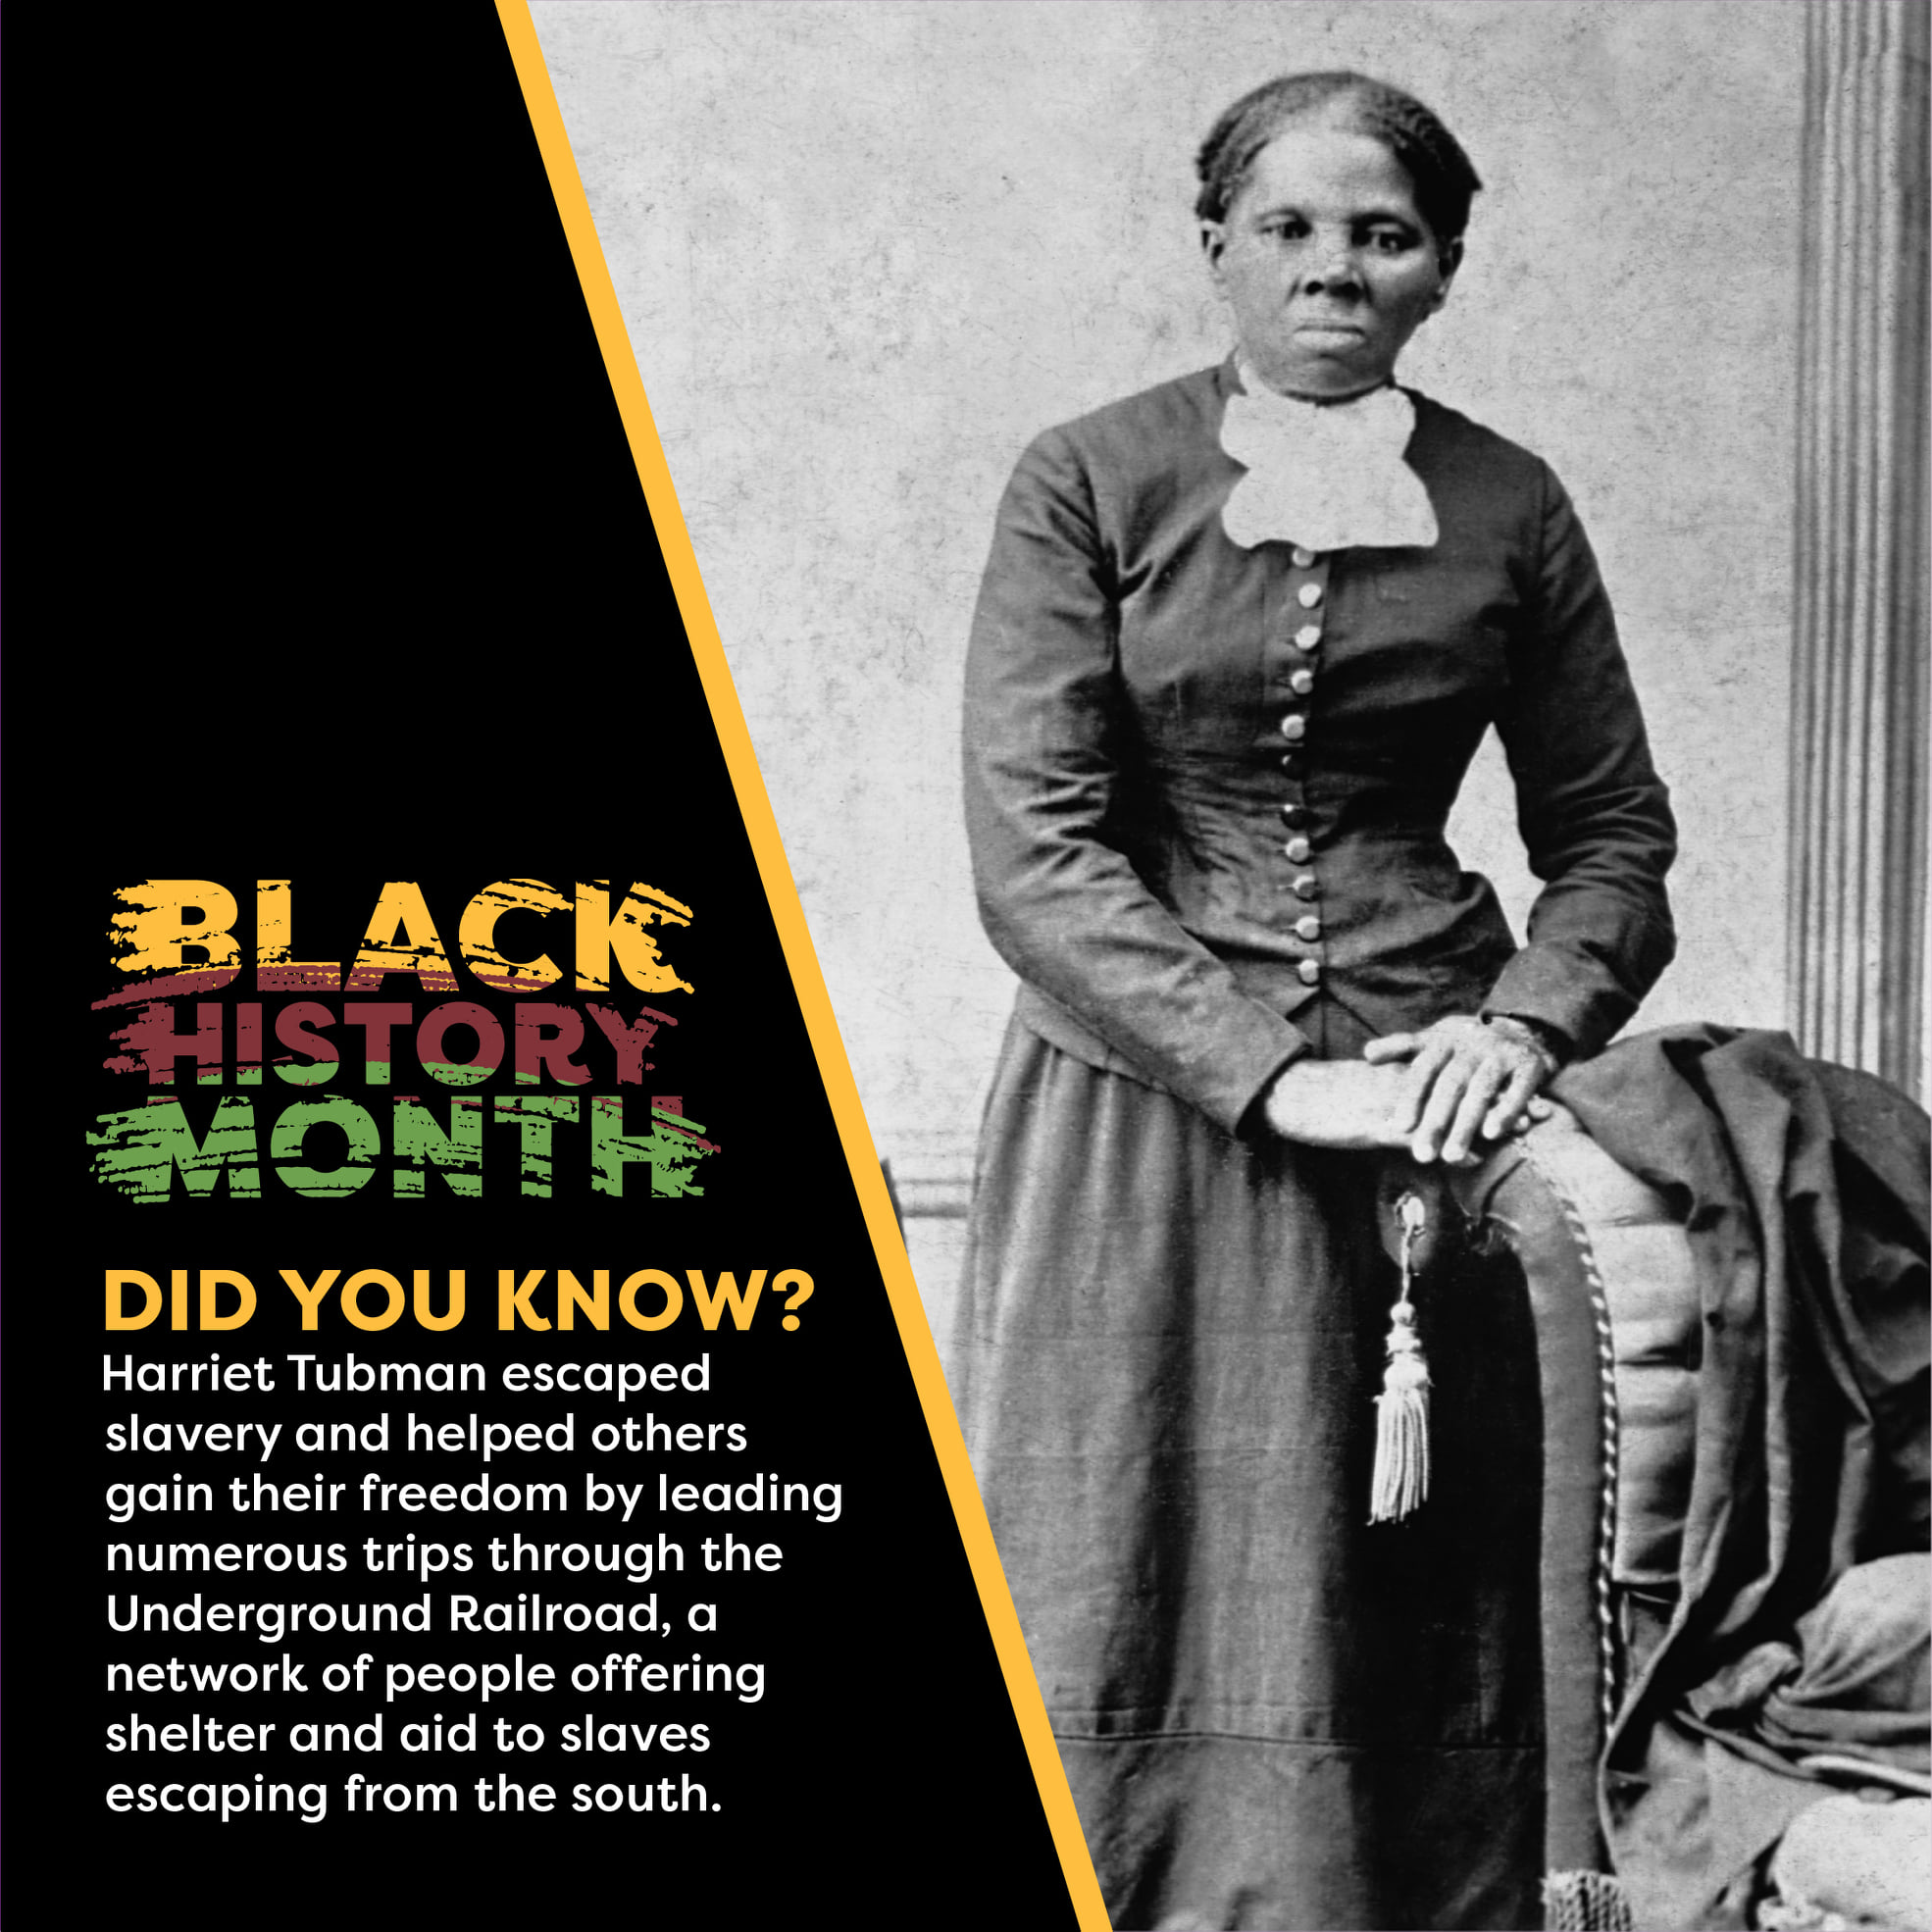 BLACK
HISTORY
MONTH
DID YOU KNOW?
Harriet Tubman escaped
slavery and helped others
gain their freedom by leading
numerous trips through the
Underground Railroad, a
network of people offering
shelter and aid to slaves
escaping from the south.